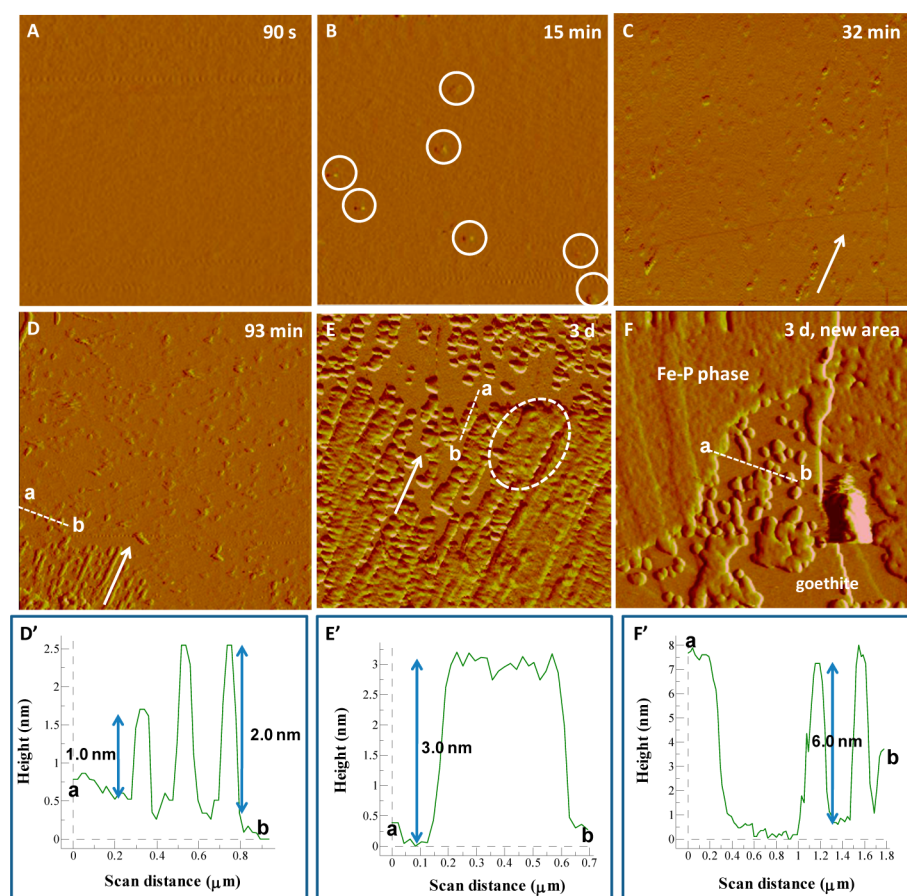 A
90 s
B
15 min
C
32 min
D
93 min
E
3 d
F
3 d, new area
Fe-P phase
goethite
a
b
a
b
a
b
D'
2.5
2
1.5
1
0.5
0
Height (nm)
1.0 nm
2.0 nm
a
b
0
0.2
0.4
0.6
0.8
Scan distance (μm)
E'
3
2.5
2
1.5
1
0.5
0
Height (nm)
3.0 nm
a
b
0
0.1
0.2
0.3
0.4
0.5
0.6
0.7
Scan distance (μm)
F'
8
7
6
5
4
3
2
1
0
Height (nm)
6.0 nm
a
b
0
0.2
0.4
0.6
0.8
1
1.2
1.4
1.6
1.8
Scan distance (μm)